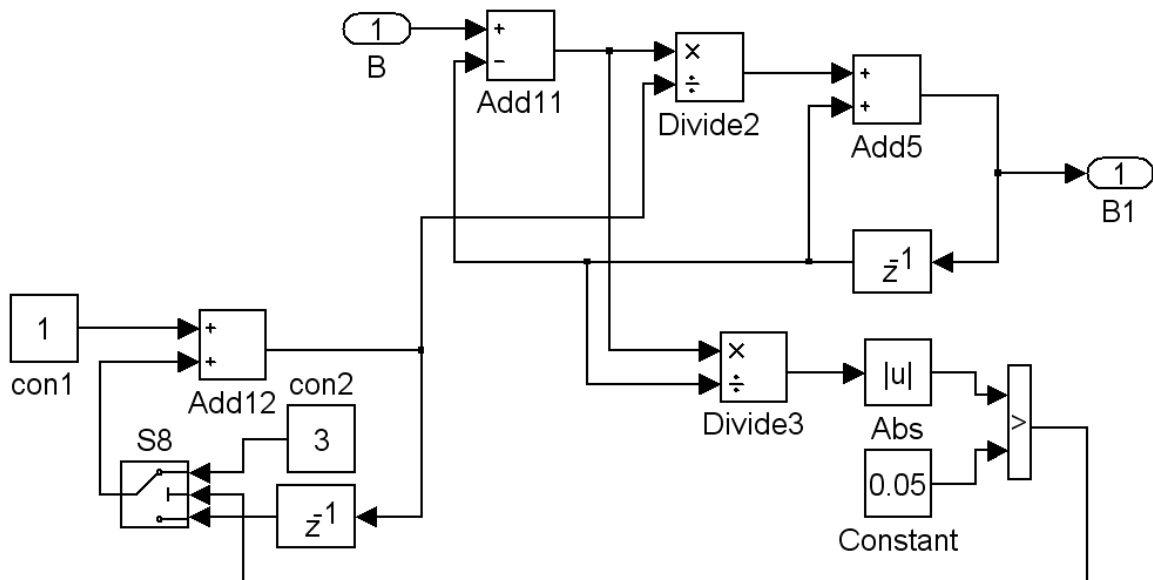 1
B
+
−
Add11
×
÷
Divide2
+
+
Add5
1
B1
z-1
1
con1
+
+
Add12
con2
3
S8
z-1
×
÷
Divide3
|u|
Abs
0.05
Constant
>